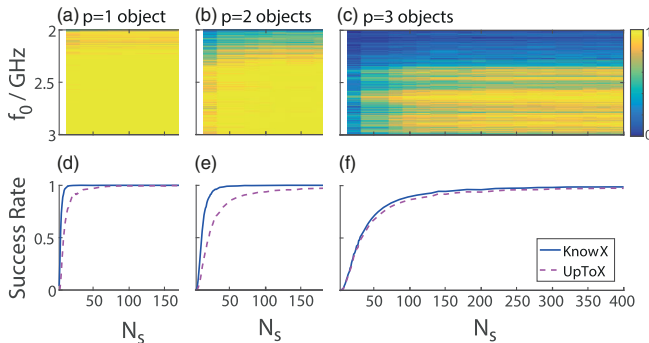 (a) p=1 object
(b) p=2 objects
(c) p=3 objects
f₀ / GHz
2
2.5
3
1
0
(d)
(e)
(f)
Success Rate
1
0.5
0
50 100 150
50 100 150
50 100 150 200 250 300 350 400
KnowX
UpToX
Nₛ
Nₛ
Nₛ